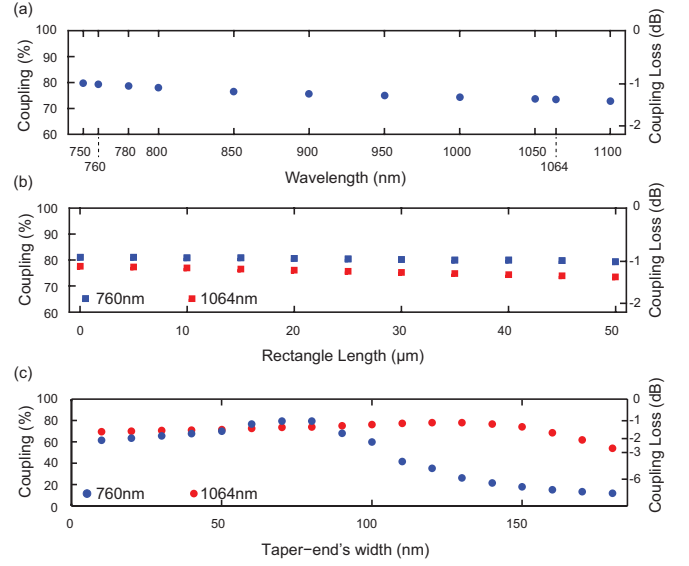 (a)
Coupling (%)
100
90
80
70
60
0
-1
-2
Coupling Loss (dB)
750 780 800 850 900 950 1000 1050 1100
760 1064
Wavelength (nm)
(b)
Coupling (%)
100
90
80
70
60
0
-1
-2
Coupling Loss (dB)
760nm 1064nm
0 10 20 30 40 50
Rectangle Length (μm)
(c)
Coupling (%)
100
80
60
40
20
0
0
-1
-2
-3
-6
Coupling Loss (dB)
760nm 1064nm
0 50 100 150
Taper−end's width (nm)